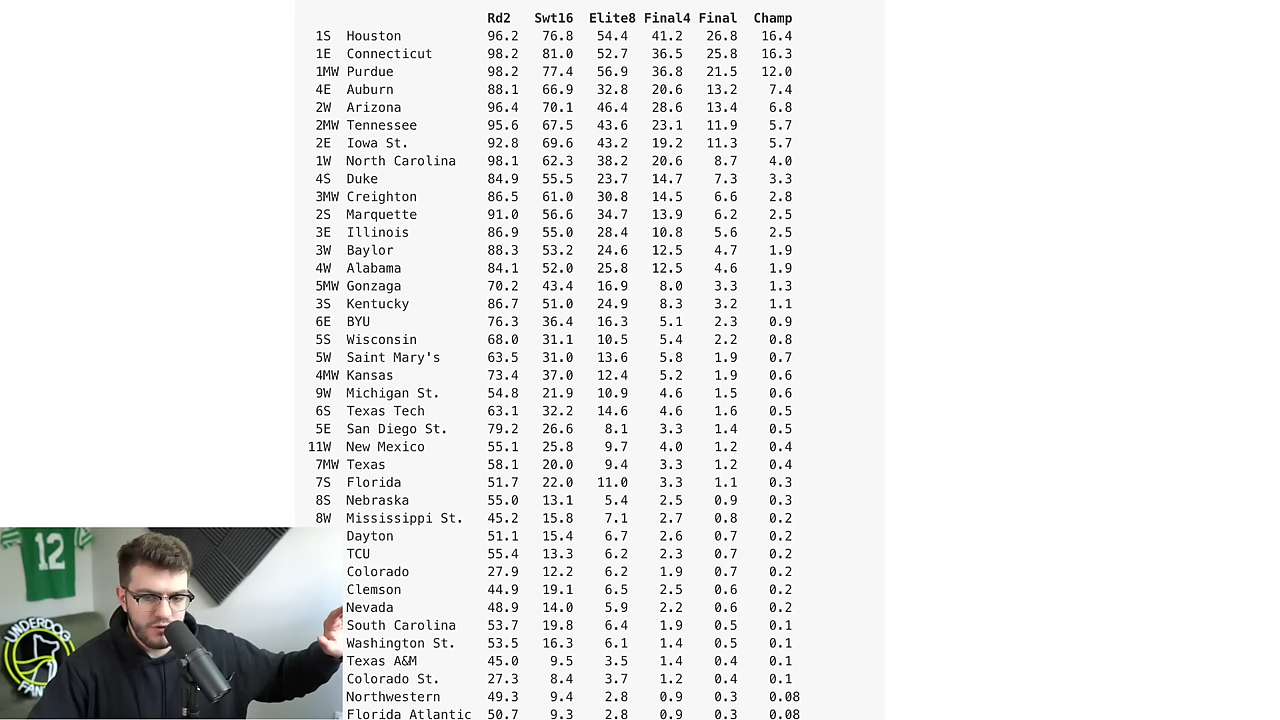 Rd2 Swt16 Elite8 Final4 Final Champ
1S Houston 96.2 76.8 54.4 41.2 26.8 16.4
1E Connecticut 98.2 81.0 52.7 36.5 25.8 16.3
1MW Purdue 98.2 77.4 56.9 36.8 21.5 12.0
4E Auburn 88.1 66.9 32.8 20.6 13.2 7.4
2W Arizona 96.4 70.1 46.4 28.6 13.4 6.8
2MW Tennessee 95.6 67.5 43.6 23.1 11.9 5.7
2E Iowa St. 92.8 69.6 43.2 19.2 11.3 5.7
1W North Carolina 98.1 62.3 38.2 20.6 8.7 4.0
4S Duke 84.9 55.5 23.7 14.7 7.3 3.3
3MW Creighton 86.5 61.0 30.8 14.5 6.6 2.8
2S Marquette 91.0 56.6 34.7 13.9 6.2 2.5
3E Illinois 86.9 55.0 28.4 10.8 5.6 2.5
3W Baylor 88.3 53.2 24.6 12.5 4.7 1.9
4W Alabama 84.1 52.0 25.8 12.5 4.6 1.9
5MW Gonzaga 70.2 43.4 16.9 8.0 3.3 1.3
3S Kentucky 86.7 51.0 24.9 8.3 3.2 1.1
6E BYU 76.3 36.4 16.3 5.1 2.3 0.9
5S Wisconsin 68.0 31.1 10.5 5.4 2.2 0.8
5W Saint Mary's 63.5 31.0 13.6 5.8 1.9 0.7
4MW Kansas 73.4 37.0 12.4 5.2 1.9 0.6
9W Michigan St. 54.8 21.9 10.9 4.6 1.5 0.6
6S Texas Tech 63.1 32.2 14.6 4.6 1.6 0.5
5E San Diego St. 79.2 26.6 8.1 3.3 1.4 0.5
11W New Mexico 55.1 25.8 9.7 4.0 1.2 0.4
7MW Texas 58.1 20.0 9.4 3.3 1.2 0.4
7S Florida 51.7 22.0 11.0 3.3 1.1 0.3
8S Nebraska 55.0 13.1 5.4 2.5 0.9 0.3
8W Mississippi St. 45.2 15.8 7.1 2.7 0.8 0.2
Dayton 51.1 15.4 6.7 2.6 0.7 0.2
TCU 55.4 13.3 6.2 2.3 0.7 0.2
Colorado 27.9 12.2 6.2 1.9 0.7 0.2
Clemson 44.9 19.1 6.5 2.5 0.6 0.2
Nevada 48.9 14.0 5.9 2.2 0.6 0.2
South Carolina 53.7 19.8 6.4 1.9 0.5 0.1
Washington St. 53.5 16.3 6.1 1.4 0.5 0.1
Texas A&M 45.0 9.5 3.5 1.4 0.4 0.1
Colorado St. 27.3 8.4 3.7 1.2 0.4 0.1
Northwestern 49.3 9.4 2.8 0.9 0.3 0.08
Florida Atlantic 50.7 9.3 2.8 0.9 0.3 0.08
12
UNDERDOG
FAN